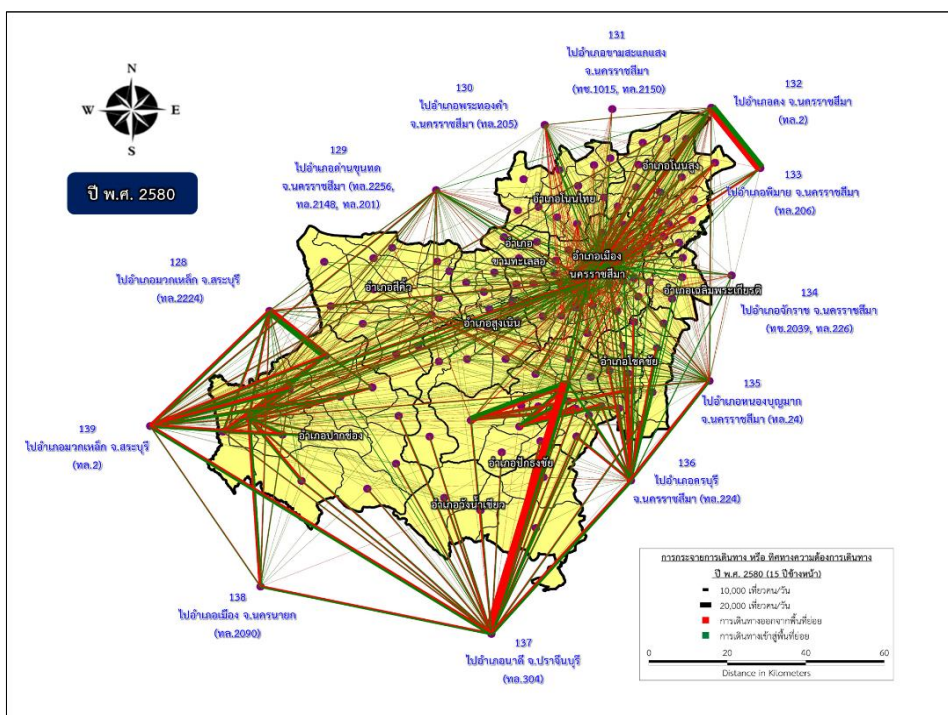 131
ไปอำเภอขามสะแกแสง
จ.นครราชสีมา
(ทช.1015, ทล.2150)
130
ไปอำเภอพระทองคำ
จ.นครราชสีมา (ทล.205)
132
ไปอำเภอคง จ.นครราชสีมา
(ทล.2)
N
W E
S
129
ไปอำเภอด่านขุนทด
จ.นครราชสีมา (ทล.2256,
ทล.2148, ทล.201)
133
ไปอำเภอพิมาย จ.นครราชสีมา
(ทล.206)
ปี พ.ศ. 2580
อำเภอโนนสูง
อำเภอโนนไทย
อำเภอ
ขามทะเลสอ
อำเภอเมือง
นครราชสีมา
128
ไปอำเภอมวกเหล็ก จ.สระบุรี
(ทล.2224)
อำเภอสีคิ้ว
อำเภอเฉลิมพระเกียรติ
134
ไปอำเภอจักราช จ.นครราชสีมา
(ทช.2039, ทล.226)
อำเภอสูงเนิน
อำเภอโชคชัย
135
ไปอำเภอหนองบุญมาก
จ.นครราชสีมา (ทล.24)
139
ไปอำเภอมวกเหล็ก จ.สระบุรี
(ทล.2)
อำเภอปากช่อง
อำเภอปักธงชัย
136
ไปอำเภอครบุรี
จ.นครราชสีมา (ทล.224)
อำเภอวังน้ำเขียว
138
ไปอำเภอเมือง จ.นครนายก
(ทล.2090)
137
ไปอำเภอนาดี จ.ปราจีนบุรี
(ทล.304)
การกระจายการเดินทาง หรือ ทิศทางความต้องการเดินทาง
ปี พ.ศ. 2580 (15 ปีข้างหน้า)
10,000 เที่ยวคน/วัน
20,000 เที่ยวคน/วัน
การเดินทางออกจากพื้นที่ย่อย
การเดินทางเข้าสู่พื้นที่ย่อย
0 20 40 60
Distance in Kilometers